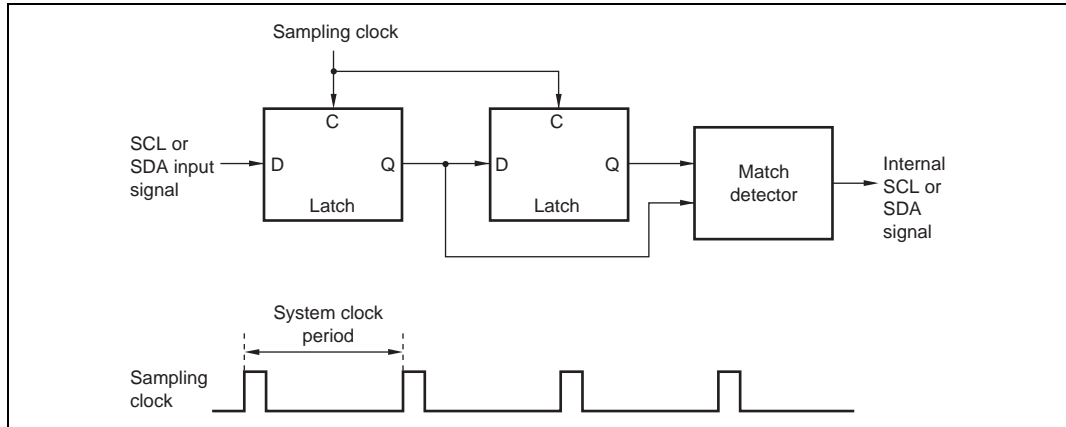 Sampling clock
C
C
SCL or
SDA input
signal
D
Q
Latch
D
Q
Latch
Match
detector
Internal
SCL or
SDA
signal
System clock
period
Sampling
clock